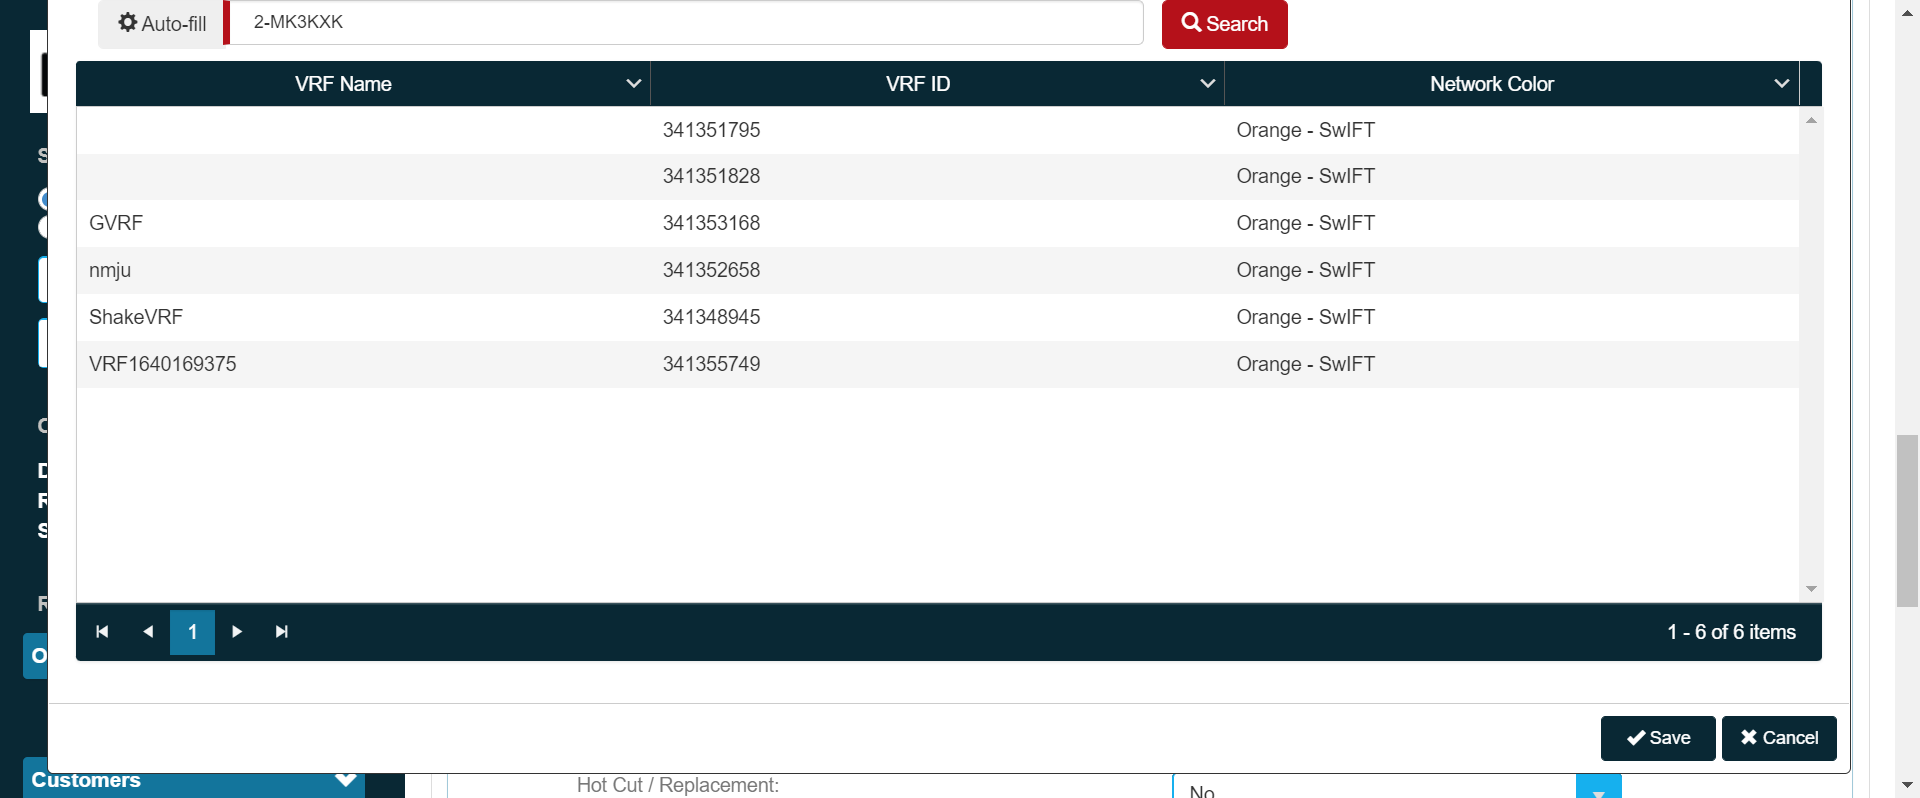 Auto-fill 2-MK3KXK Search
VRF Name VRF ID Network Color
341351795 Orange - SwIFT
341351828 Orange - SwIFT
GVRF 341353168 Orange - SwIFT
nmju 341352658 Orange - SwIFT
ShakeVRF 341348945 Orange - SwIFT
VRF1640169375 341355749 Orange - SwIFT
1 1 - 6 of 6 items
Save Cancel
Customers
Hot Cut / Replacement: No